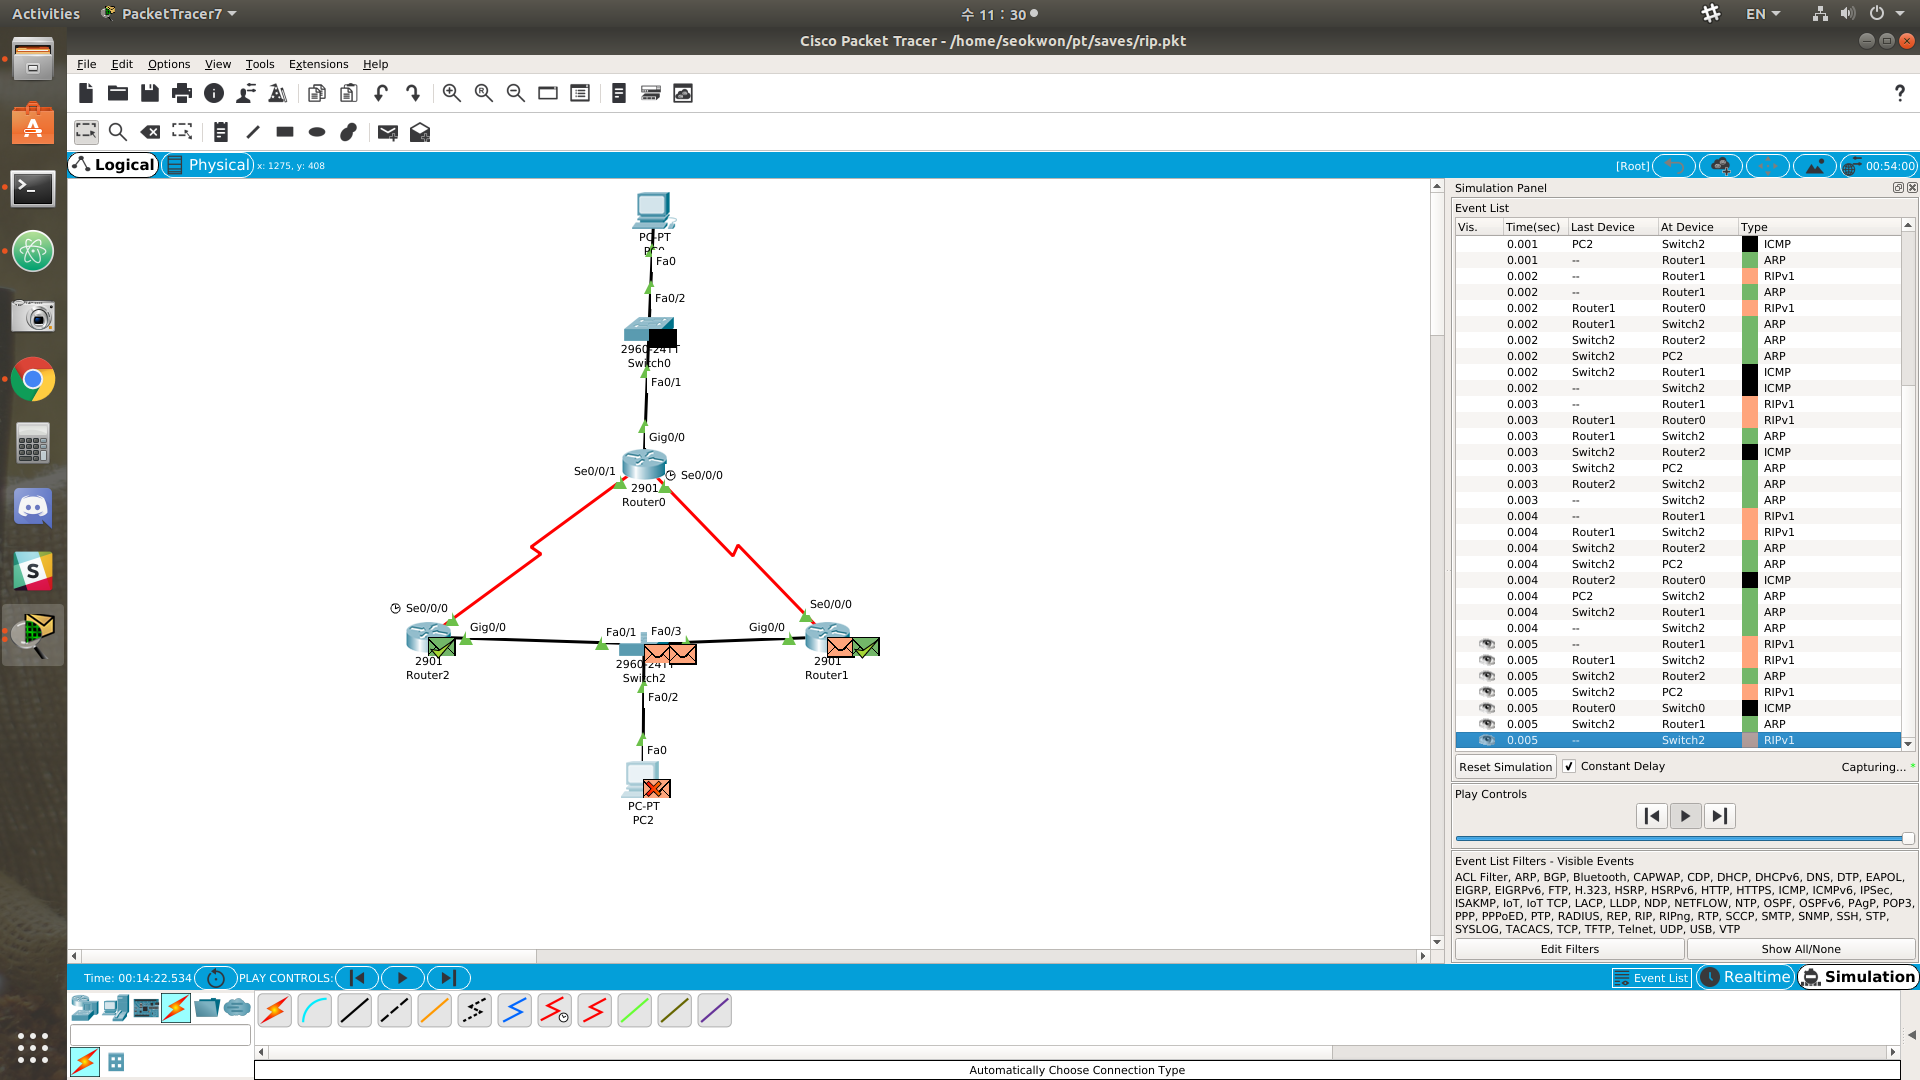 Activities
PacketTracer7
수 11 : 30
EN
Cisco Packet Tracer - /home/seokwon/pt/saves/rip.pkt
File Edit Options View Tools Extensions Help
?
Logical
Physical
x: 1275, y: 408
[Root]
00:54:00
PC-PT
Fa0
Fa0/2
2960-24TT
Switch0
Fa0/1
Gig0/0
Se0/0/1
Se0/0/0
2901
Router0
Se0/0/0
Gig0/0
2901
Router2
Fa0/1
Fa0/3
2960-24TT
Switch2
Fa0/2
Gig0/0
Se0/0/0
2901
Router1
Fa0
PC-PT
PC2
Simulation Panel
Event List
Vis. Time(sec) Last Device At Device Type
0.001 PC2 Switch2 ICMP
0.001 -- Router1 ARP
0.002 -- Router1 RIPv1
0.002 -- Router1 ARP
0.002 Router1 Router0 RIPv1
0.002 Router1 Switch2 ARP
0.002 Switch2 Router2 ARP
0.002 Switch2 PC2 ARP
0.002 Switch2 Router1 ICMP
0.002 -- Switch2 ICMP
0.003 -- Router1 RIPv1
0.003 Router1 Router0 RIPv1
0.003 Router1 Switch2 ARP
0.003 Switch2 Router2 ICMP
0.003 Switch2 PC2 ARP
0.003 Router2 Switch2 ARP
0.003 -- Switch2 ARP
0.004 -- Router1 RIPv1
0.004 Router1 Switch2 RIPv1
0.004 Switch2 Router2 ARP
0.004 Switch2 PC2 ARP
0.004 Router2 Router0 ICMP
0.004 PC2 Switch2 ARP
0.004 Switch2 Router1 ARP
0.004 -- Switch2 ARP
0.005 -- Router1 RIPv1
0.005 Router1 Switch2 RIPv1
0.005 Switch2 Router2 ARP
0.005 Switch2 PC2 RIPv1
0.005 Router0 Switch0 ICMP
0.005 Switch2 Router1 ARP
0.005 -- Switch2 RIPv1
Reset Simulation
Constant Delay
Capturing...
Play Controls
Event List Filters - Visible Events
ACL Filter, ARP, BGP, Bluetooth, CAPWAP, CDP, DHCP, DHCPv6, DNS, DTP, EAPOL,
EIGRP, EIGRPv6, FTP, H.323, HSRP, HSRPv6, HTTP, HTTPS, ICMP, ICMPv6, IPSec,
ISAKMP, IoT, IoT TCP, LACP, LLDP, NDP, NETFLOW, NTP, OSPF, OSPFv6, PAgP, POP3,
PPP, PPPoED, PTP, RADIUS, REP, RIP, RIPng, RTP, SCCP, SMTP, SNMP, SSH, STP,
SYSLOG, TACACS, TCP, TFTP, Telnet, UDP, USB, VTP
Edit Filters
Show All/None
Time: 00:14:22.534
PLAY CONTROLS:
Event List
Realtime
Simulation
Automatically Choose Connection Type